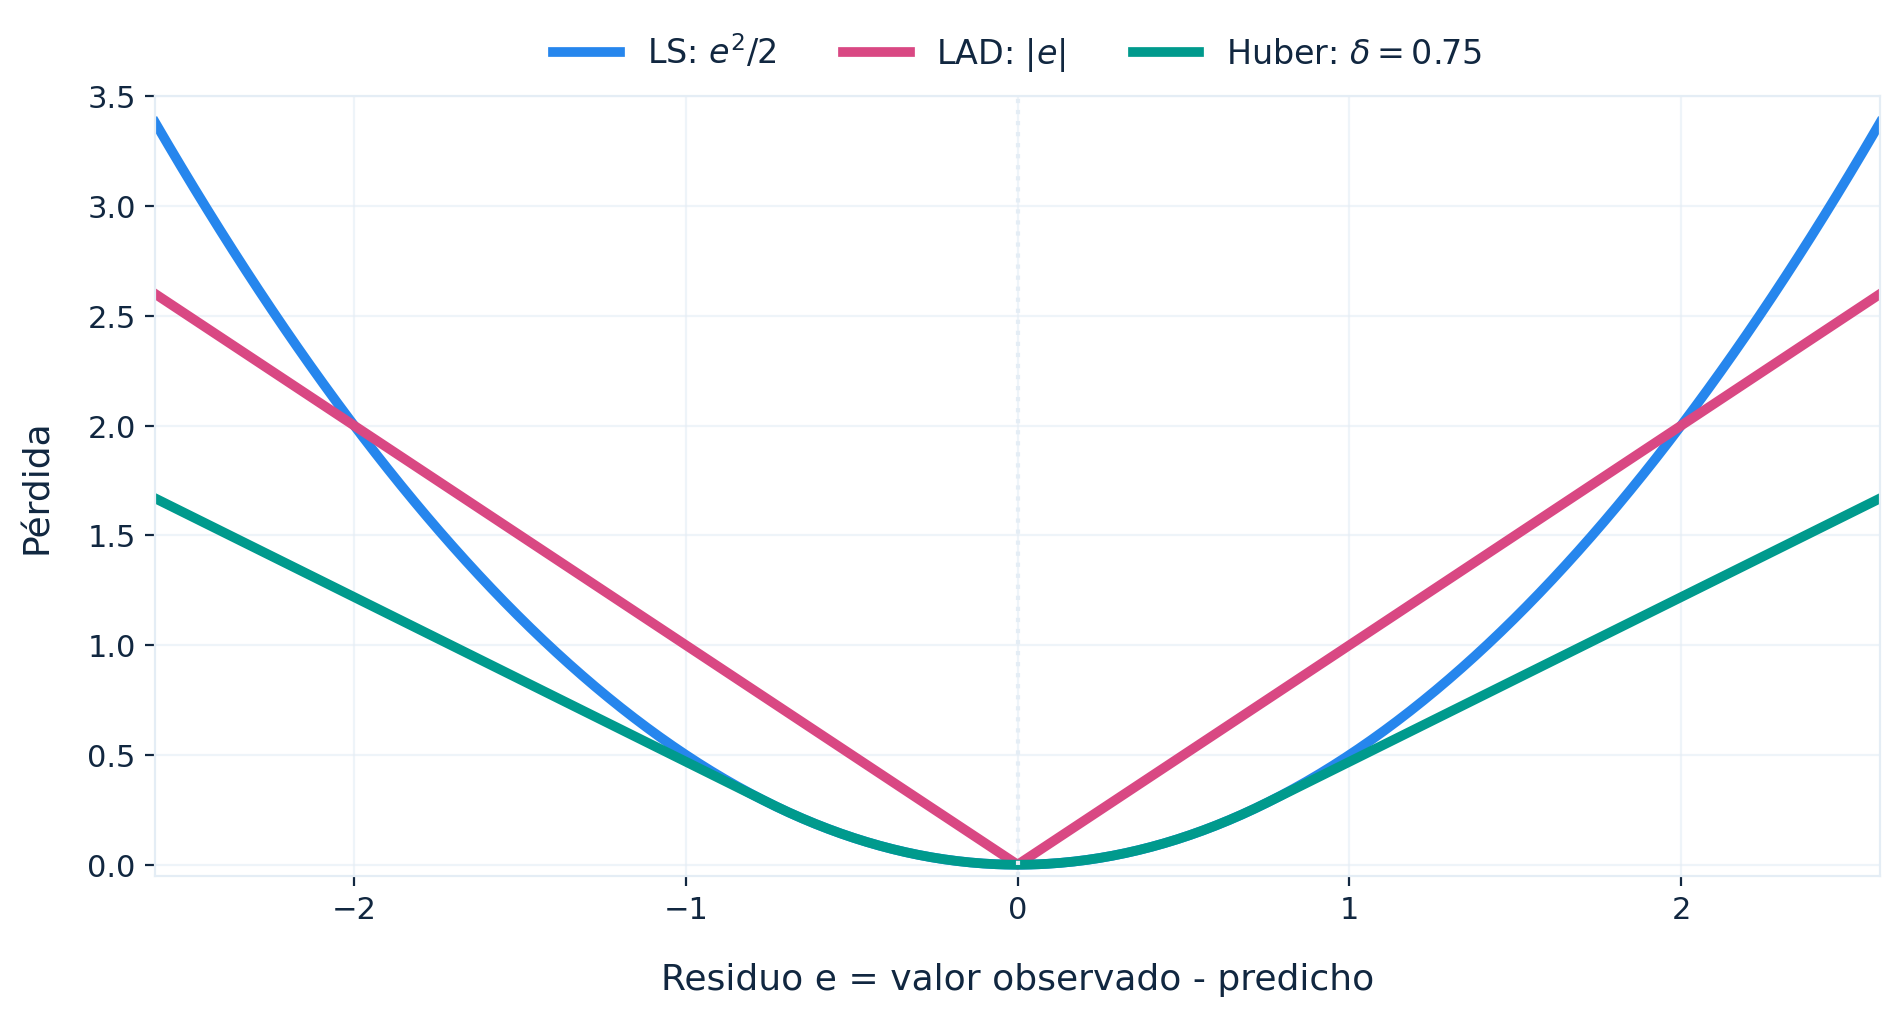 LS: e²/2 LAD: |e| Huber: δ = 0.75
3.5
3.0
2.5
2.0
1.5
1.0
0.5
0.0
Pérdida
−2 −1 0 1 2
Residuo e = valor observado - predicho